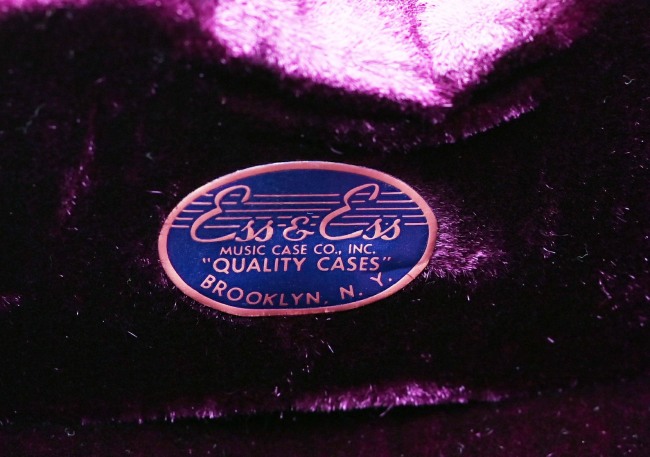 Ess & Ess
MUSIC CASE CO., INC.
"QUALITY CASES"
BROOKLYN, N. Y.